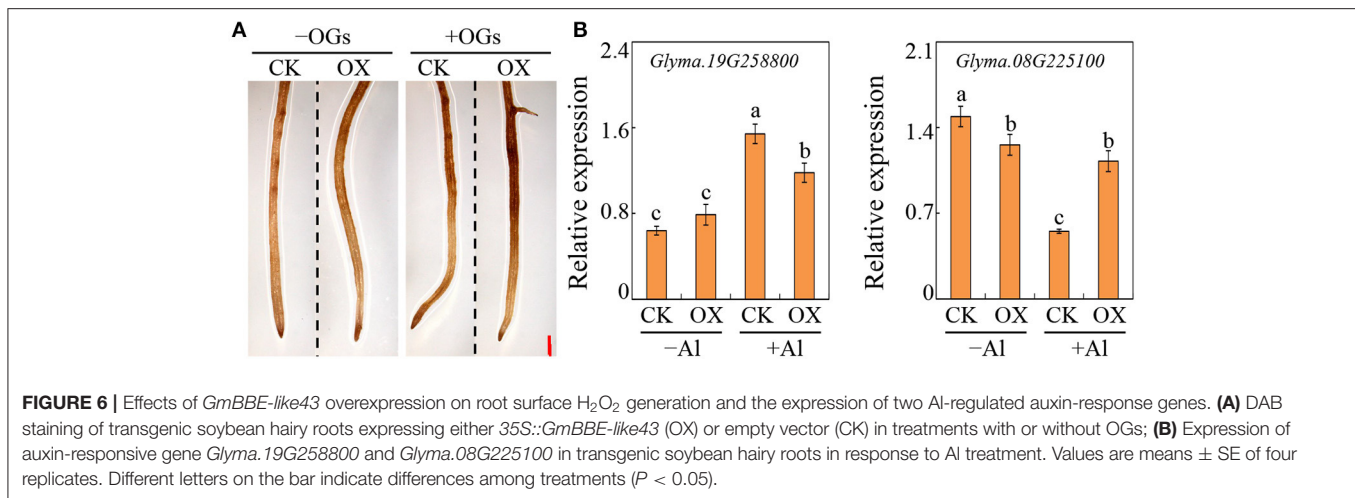 A
−OGs +OGs
CK OX CK OX
B
Relative expression
2.4
1.6
0.8
0
Glyma.19G258800
c c a b
CK OX CK OX
−Al +Al
Relative expression
2.1
1.4
0.7
0
Glyma.08G225100
a b c b
CK OX CK OX
−Al +Al
FIGURE 6 | Effects of GmBBE-like43 overexpression on root surface H₂O₂ generation and the expression of two Al-regulated auxin-response genes. (A) DAB
staining of transgenic soybean hairy roots expressing either 35S::GmBBE-like43 (OX) or empty vector (CK) in treatments with or without OGs; (B) Expression of
auxin-responsive gene Glyma.19G258800 and Glyma.08G225100 in transgenic soybean hairy roots in response to Al treatment. Values are means ± SE of four
replicates. Different letters on the bar indicate differences among treatments (P < 0.05).